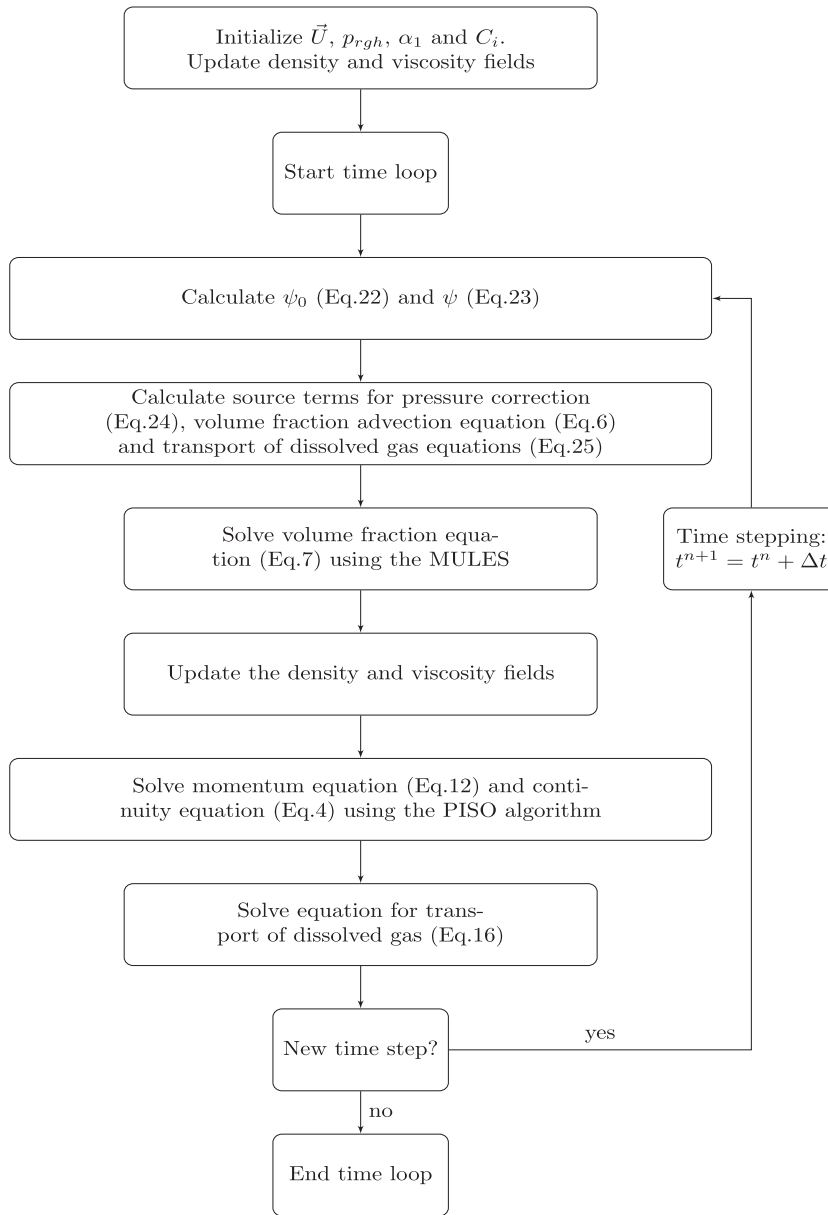 Initialize $\vec{U}$, $p_{rgh}$, $\alpha_1$ and $C_i$.
Update density and viscosity fields
Start time loop
Calculate $\psi_0$ (Eq.22) and $\psi$ (Eq.23)
Calculate source terms for pressure correction
(Eq.24), volume fraction advection equation (Eq.6)
and transport of dissolved gas equations (Eq.25)
Solve volume fraction equa-
tion (Eq.7) using the MULES
Time stepping:
$t^{n+1} = t^n + \Delta t$
Update the density and viscosity fields
Solve momentum equation (Eq.12) and conti-
nuity equation (Eq.4) using the PISO algorithm
Solve equation for trans-
port of dissolved gas (Eq.16)
New time step?
yes
no
End time loop